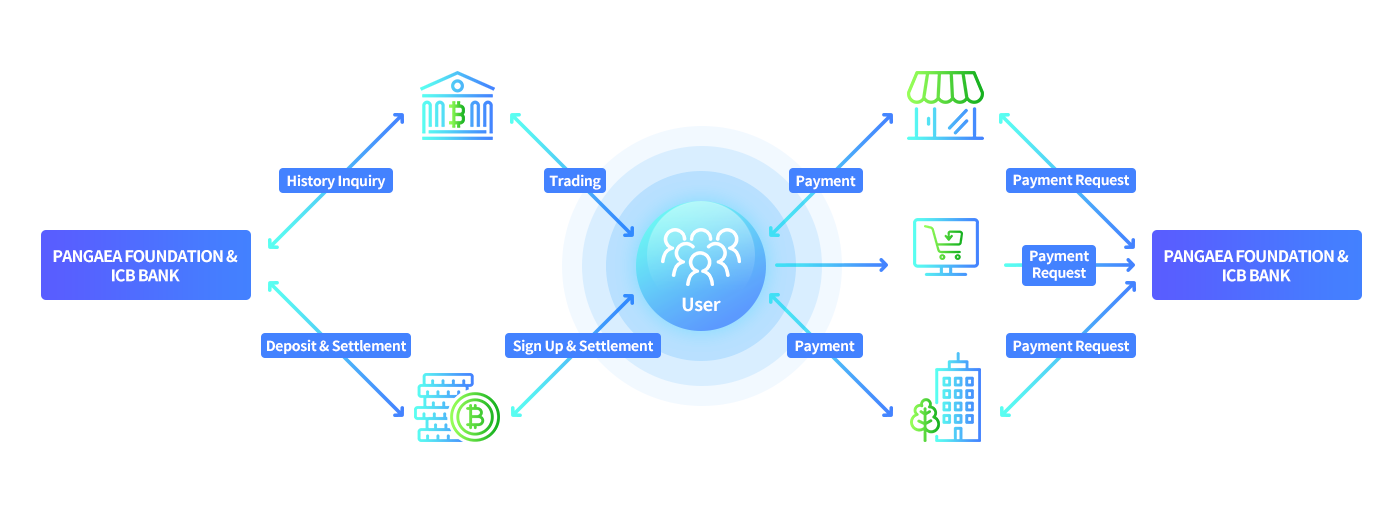 History Inquiry
Trading
Payment
Payment Request
PANGAEA FOUNDATION &
ICB BANK
User
Payment
Request
PANGAEA FOUNDATION &
ICB BANK
Deposit & Settlement
Sign Up & Settlement
Payment
Payment Request